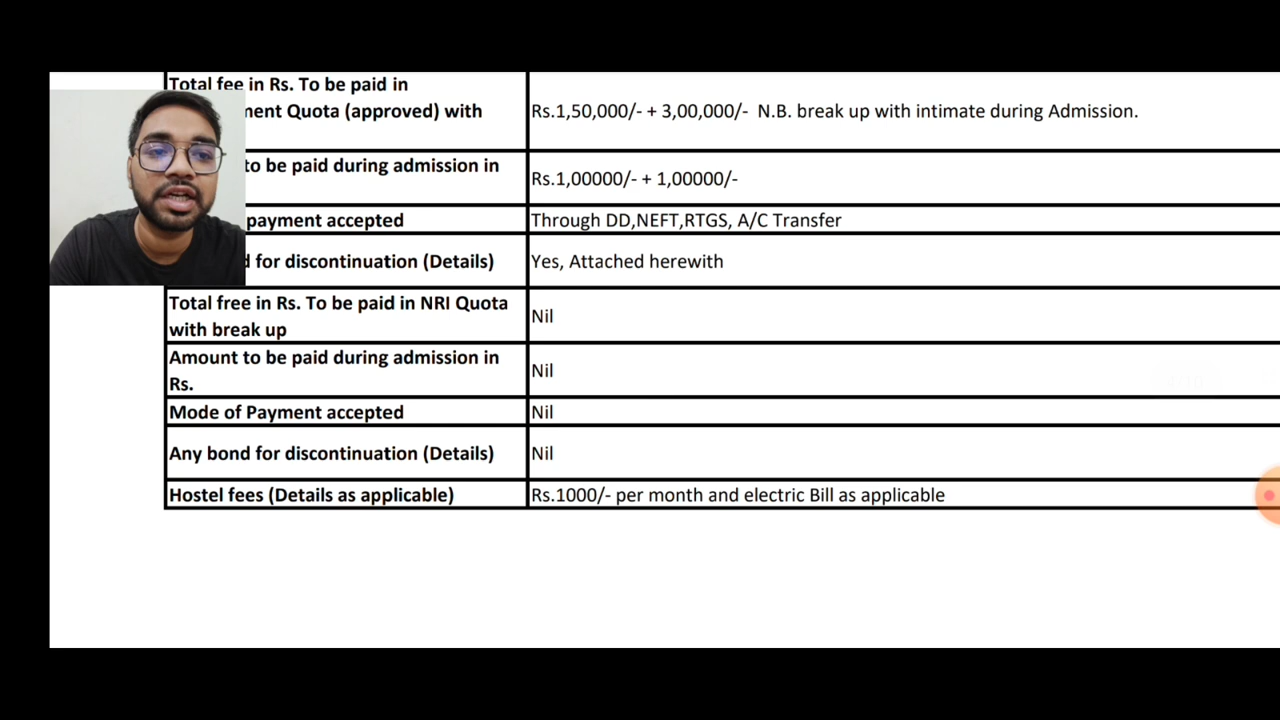 Total fee in Rs. To be paid in
Quota (approved) with
Rs.1,50,000/- + 3,00,000/- N.B. break up with intimate during Admission.
to be paid during admission in
Rs.1,00000/- + 1,00000/-
payment accepted
Through DD,NEFT,RTGS, A/C Transfer
for discontinuation (Details)
Yes, Attached herewith
Total free in Rs. To be paid in NRI Quota
with break up
Nil
Amount to be paid during admission in
Rs.
Nil
Mode of Payment accepted
Nil
Any bond for discontinuation (Details)
Nil
Hostel fees (Details as applicable)
Rs.1000/- per month and electric Bill as applicable